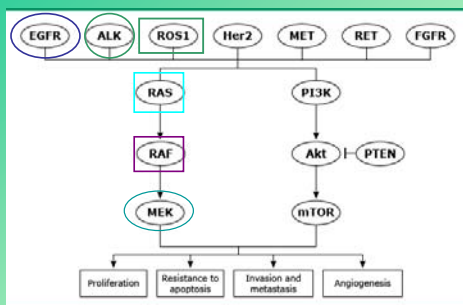 EGFR ALK ROS1 Her2 MET RET FGFR
RAS PI3K
RAF Akt PTEN
MEK mTOR
Proliferation
Resistance to
apoptosis
Invasion and
metastasis
Angiogenesis